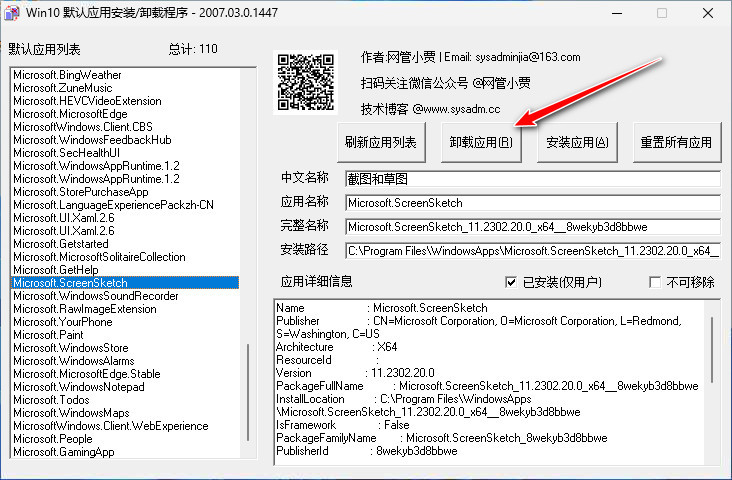 Win10 默认应用安装/卸载程序 - 2007.03.0.1447
默认应用列表 总计: 110
Microsoft.BingWeather
Microsoft.ZuneMusic
Microsoft.HEVCVideoExtension
Microsoft.MicrosoftEdge
MicrosoftWindows.Client.CBS
Microsoft.WindowsFeedbackHub
Microsoft.SecHealthUI
Microsoft.WindowsAppRuntime.1.2
Microsoft.WindowsAppRuntime.1.2
Microsoft.StorePurchaseApp
Microsoft.LanguageExperiencePackzh-CN
Microsoft.UI.Xaml.2.6
Microsoft.UI.Xaml.2.6
Microsoft.Getstarted
Microsoft.MicrosoftSolitaireCollection
Microsoft.GetHelp
Microsoft.ScreenSketch
Microsoft.WindowsSoundRecorder
Microsoft.RawImageExtension
Microsoft.YourPhone
Microsoft.Paint
Microsoft.WindowsStore
Microsoft.WindowsAlarms
Microsoft.MicrosoftEdge.Stable
Microsoft.WindowsNotepad
Microsoft.Todos
Microsoft.WindowsMaps
MicrosoftWindows.Client.WebExperience
Microsoft.People
Microsoft.GamingApp
作者:网管小贾 | Email: sysadminjia@163.com
扫码关注微信公众号 @网管小贾
技术博客 @www.sysadm.cc
刷新应用列表 卸载应用(R) 安装应用(A) 重置所有应用
中文名称 截图和草图
应用名称 Microsoft.ScreenSketch
完整名称 Microsoft.ScreenSketch_11.2302.20.0_x64__8wekyb3d8bbwe
安装路径 C:\Program Files\WindowsApps\Microsoft.ScreenSketch_11.2302.20.0_x64__
应用详细信息 已安装(仅用户) 不可移除
Name : Microsoft.ScreenSketch
Publisher : CN=Microsoft Corporation, O=Microsoft Corporation, L=Redmond,
S=Washington, C=US
Architecture : X64
ResourceId :
Version : 11.2302.20.0
PackageFullName : Microsoft.ScreenSketch_11.2302.20.0_x64__8wekyb3d8bbwe
InstallLocation : C:\Program Files\WindowsApps
\Microsoft.ScreenSketch_11.2302.20.0_x64__8wekyb3d8bbwe
IsFramework : False
PackageFamilyName : Microsoft.ScreenSketch_8wekyb3d8bbwe
PublisherId : 8wekyb3d8bbwe